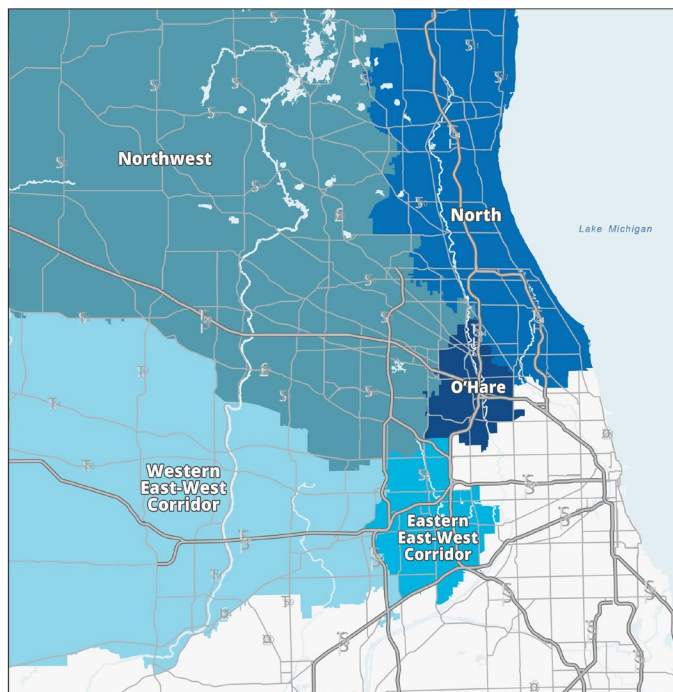 Northwest
North
Lake Michigan
O'Hare
Western
East-West
Corridor
Eastern
East-West
Corridor